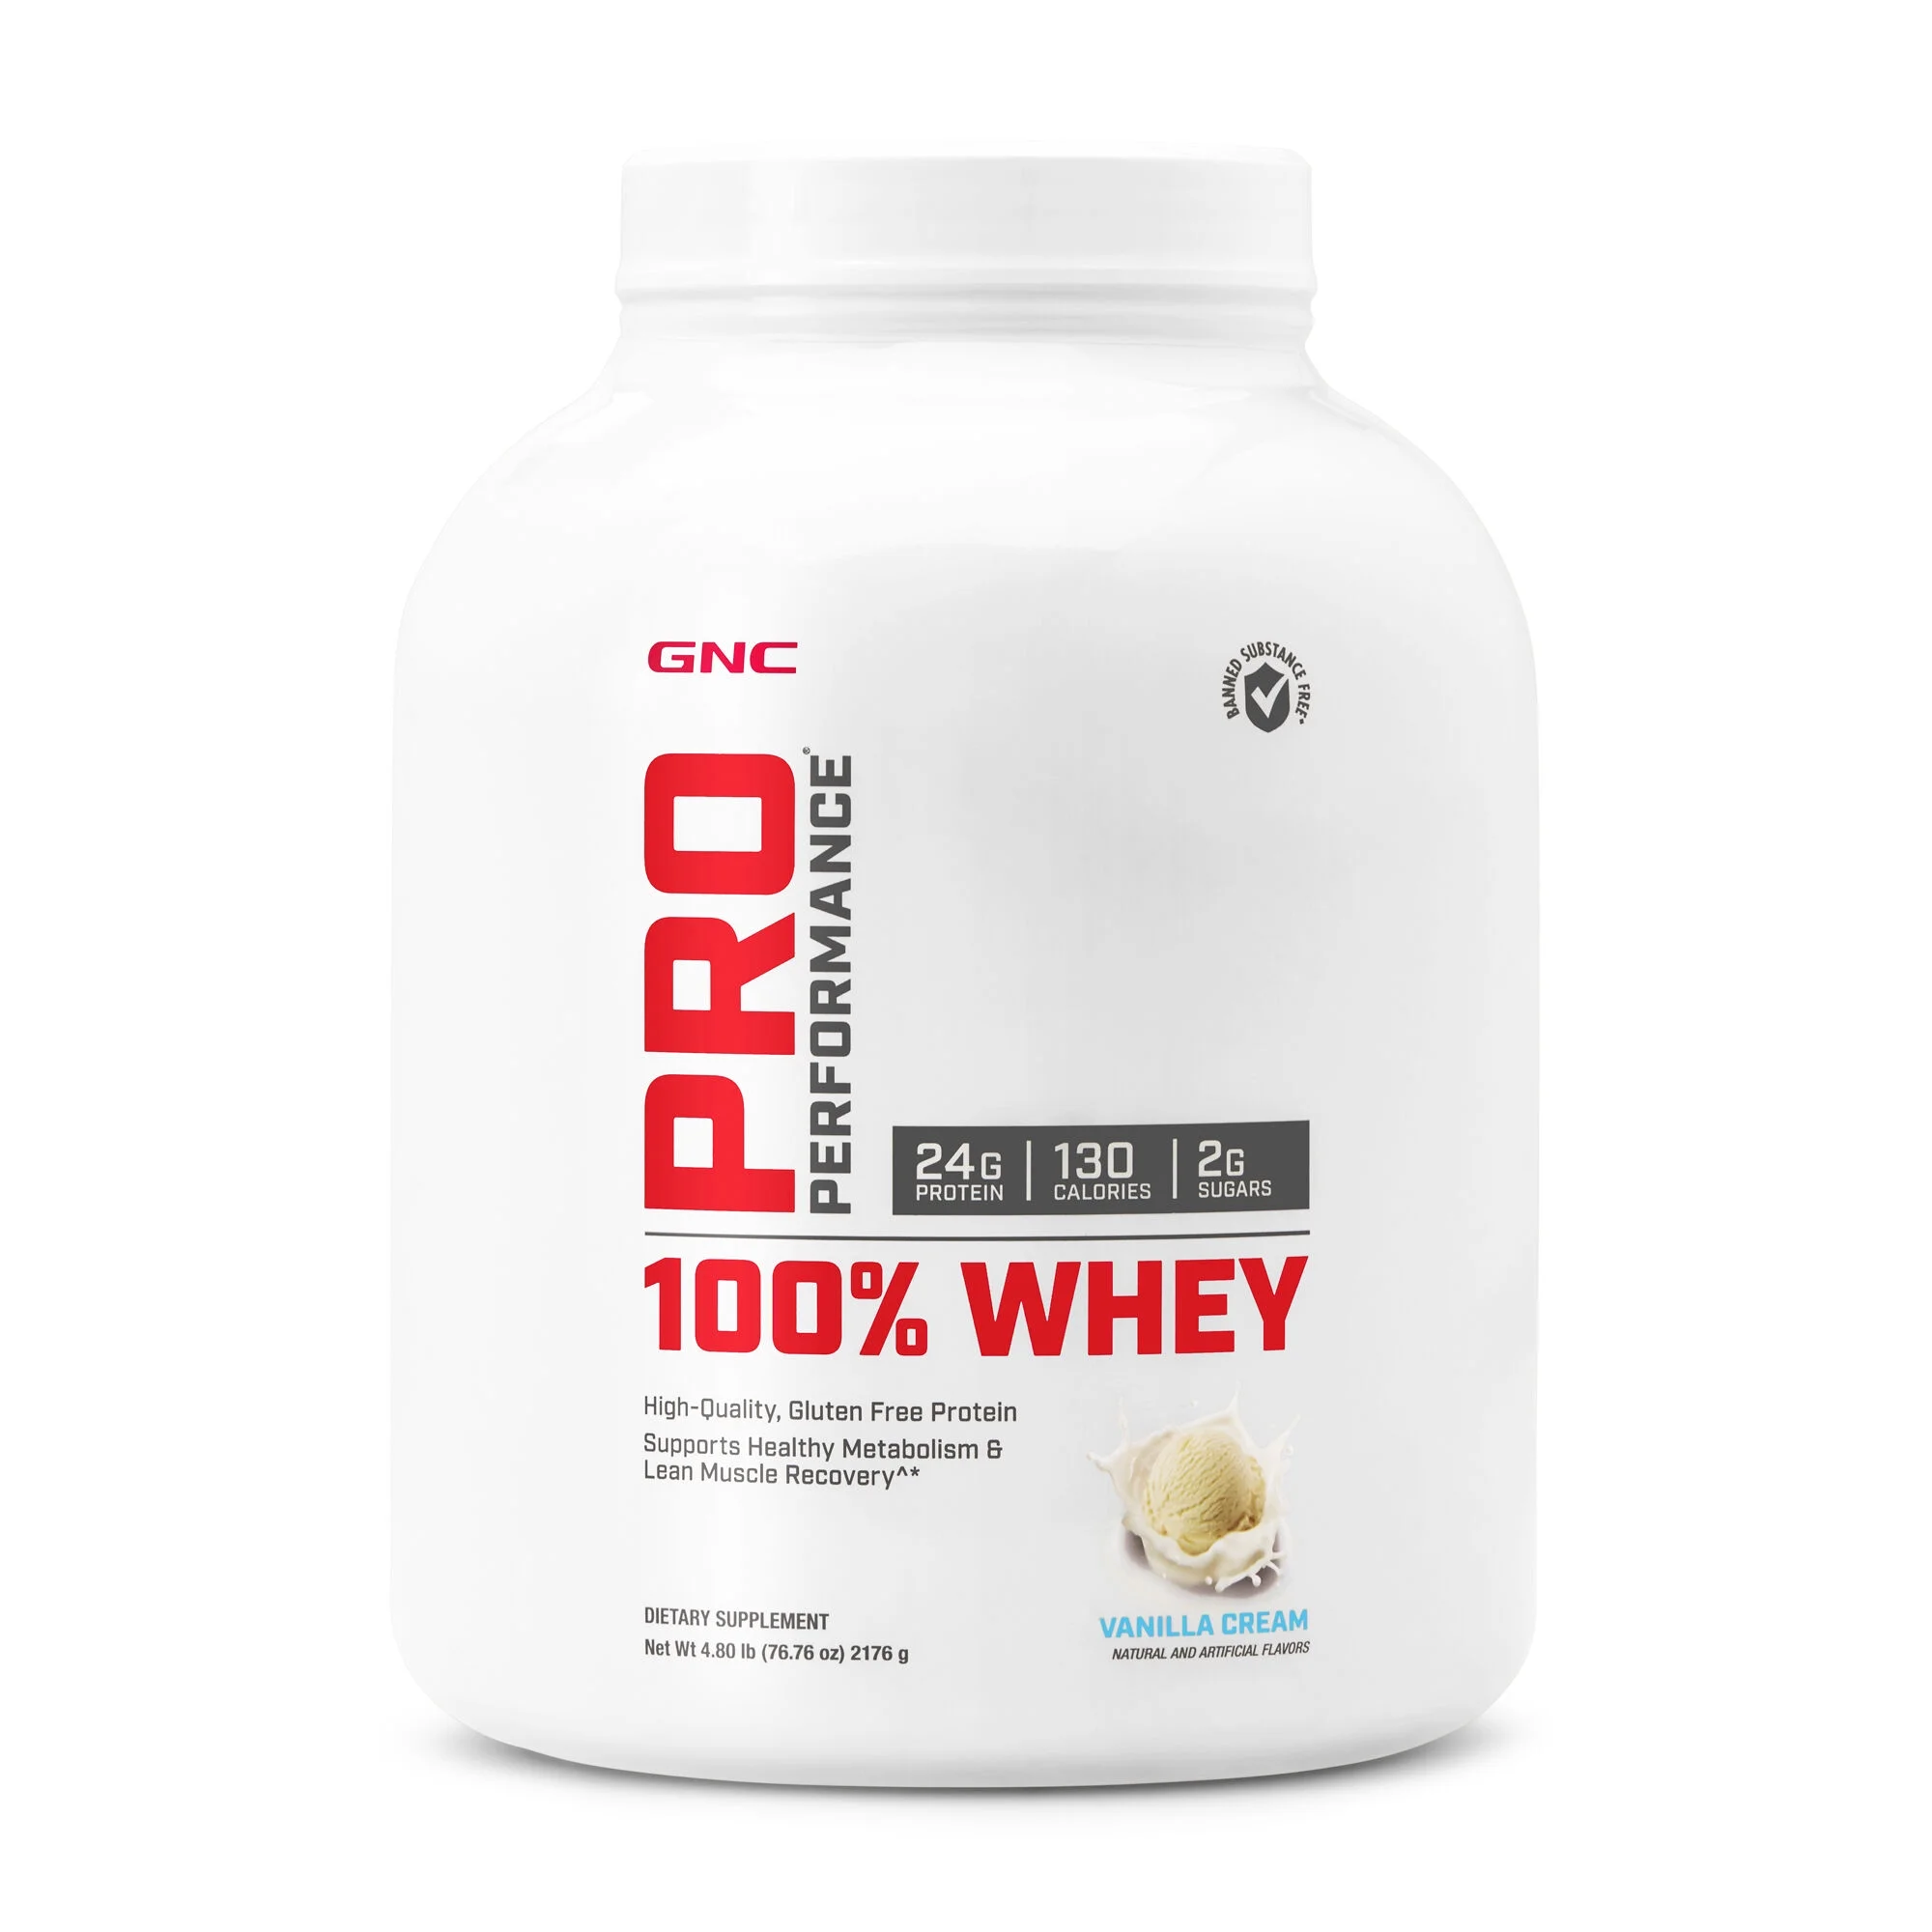 GNC
BANNED SUBSTANCE FREE
PRO
PERFORMANCE®
24G | 130 | 2G
PROTEIN CALORIES SUGARS
100% WHEY
High-Quality, Gluten Free Protein
Supports Healthy Metabolism &
Lean Muscle Recovery^*
DIETARY SUPPLEMENT
Net Wt 4.80 lb (76.76 oz) 2176 g
VANILLA CREAM
NATURAL AND ARTIFICIAL FLAVORS